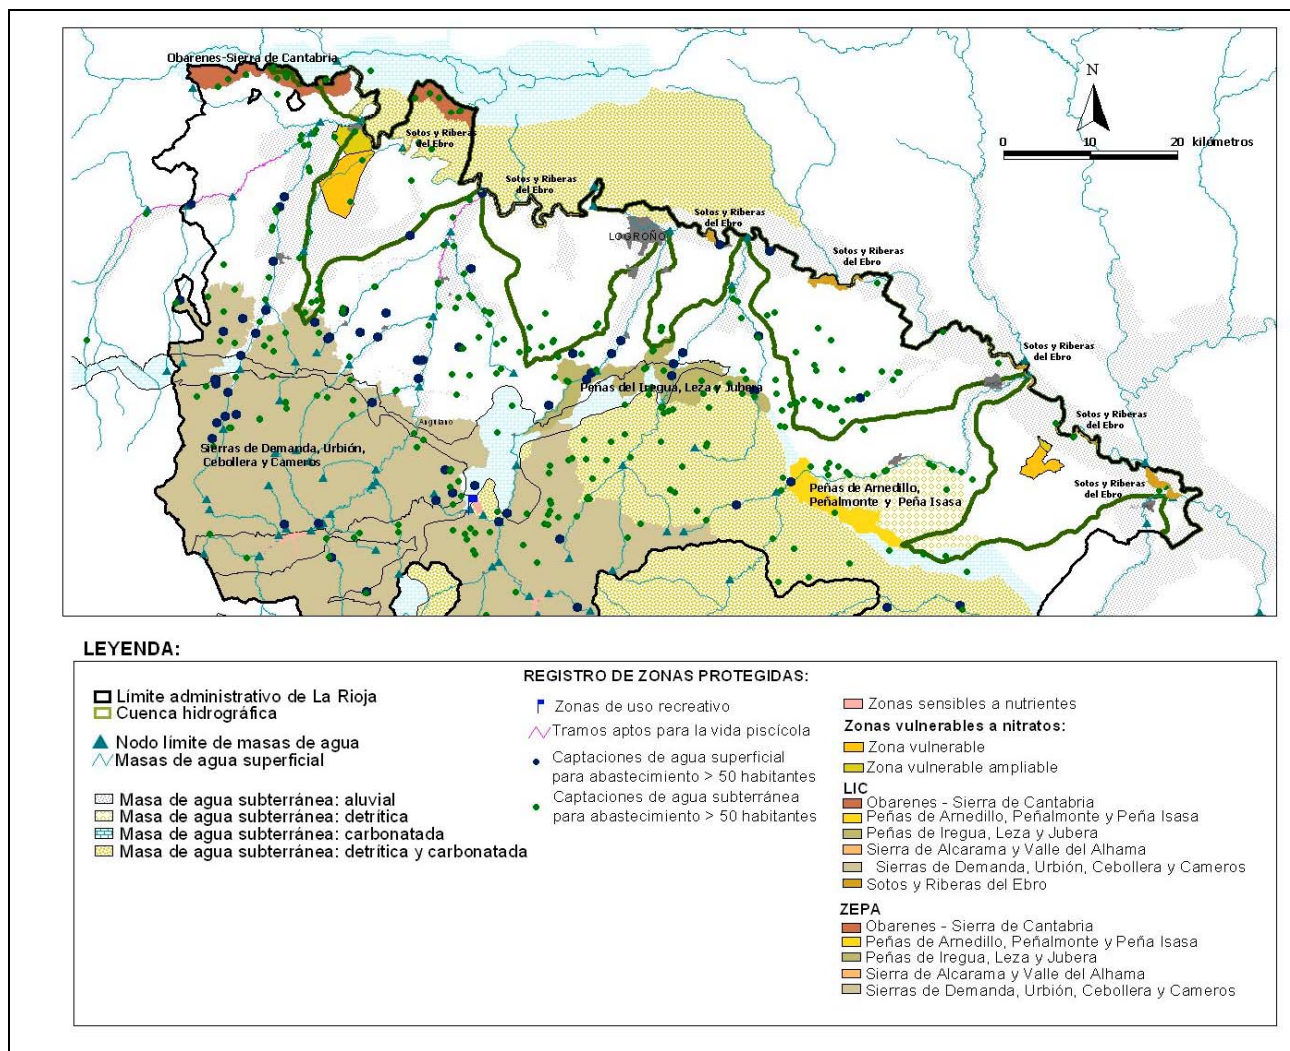 Obarenes-Sierra de Cantabria
N
0 10 20 kilómetros
Sotos y Riberas
del Ebro
Sotos y Riberas
del Ebro
Sotos y Riberas
del Ebro
LOGROÑO
Sotos y Riberas
del Ebro
Sotos y Riberas
del Ebro
Peñas del Iregua, Leza y Jubera
Anguiano
Sotos y Riberas
del Ebro
Sierras de Demanda, Urbión,
Cebollera y Cameros
Peñas de Arnedillo,
Peñalmonte y Peña Isasa
Sotos y Riberas
del Ebro
LEYENDA:
Límite administrativo de La Rioja
Cuenca hidrográfica
Nodo límite de masas de agua
Masas de agua superficial
Masa de agua subterránea: aluvial
Masa de agua subterránea: detrítica
Masa de agua subterránea: carbonatada
Masa de agua subterránea: detrítica y carbonatada
REGISTRO DE ZONAS PROTEGIDAS:
Zonas de uso recreativo
Tramos aptos para la vida piscícola
Captaciones de agua superficial
para abastecimiento > 50 habitantes
Captaciones de agua subterránea
para abastecimiento > 50 habitantes
Zonas sensibles a nutrientes
Zonas vulnerables a nitratos:
Zona vulnerable
Zona vulnerable ampliable
LIC
Obarenes - Sierra de Cantabria
Peñas de Arnedillo, Peñalmonte y Peña Isasa
Peñas de Iregua, Leza y Jubera
Sierra de Alcarama y Valle del Alhama
Sierras de Demanda, Urbión, Cebollera y Cameros
Sotos y Riberas del Ebro
ZEPA
Obarenes - Sierra de Cantabria
Peñas de Arnedillo, Peñalmonte y Peña Isasa
Peñas de Iregua, Leza y Jubera
Sierra de Alcarama y Valle del Alhama
Sierras de Demanda, Urbión, Cebollera y Cameros